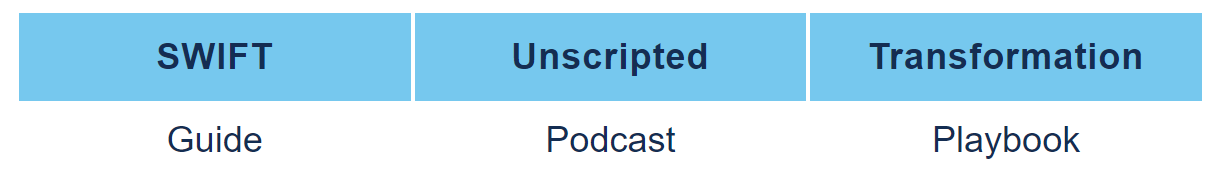 SWIFT Unscripted Transformation
Guide Podcast Playbook